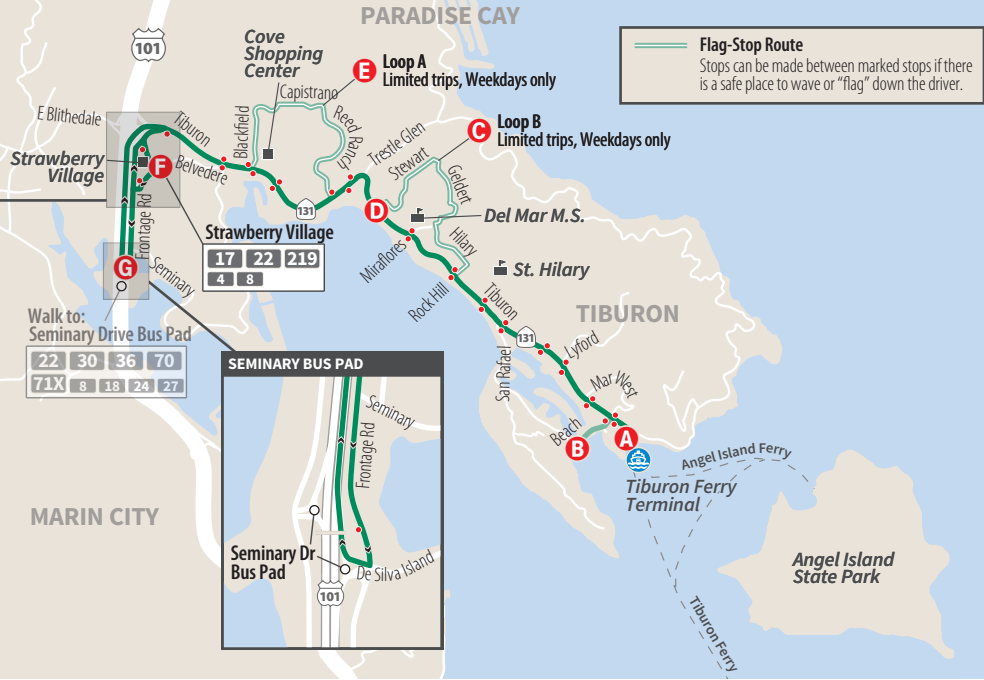 PARADISE CAY
101
Cove
Shopping
Center
E
Loop A
Limited trips, Weekdays only
Flag-Stop Route
Stops can be made between marked stops if there
is a safe place to wave or “flag” down the driver.
Capistrano
E Blithedale
Tiburon
Blackfield
Reed Ranch
Trestle Glen
C
Loop B
Limited trips, Weekdays only
Strawberry
Village
F
Belvedere
Stewart
Geldert
131
D
Del Mar M.S.
Frontage Rd
Strawberry Village
17 22 219
4 8
Miraflores
Hilary
St. Hilary
G
Seminary
Rock Hill
Tiburon
TIBURON
Walk to:
Seminary Drive Bus Pad
22 30 36 70
71X 8 18 24 27
131
Lyford
San Rafael
Mar West
SEMINARY BUS PAD
Seminary
Frontage Rd
Beach
B
A
Angel Island Ferry
Tiburon Ferry
Terminal
MARIN CITY
Seminary Dr
Bus Pad
De Silva Island
101
Angel Island
State Park
Tiburon Ferry